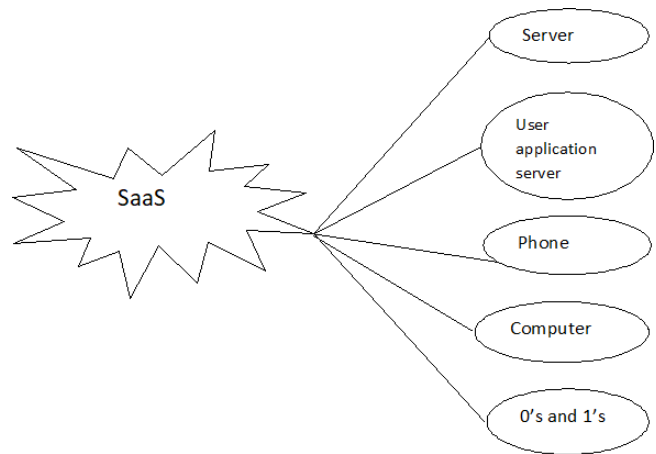 Server
User
application
server
SaaS
Phone
Computer
0's and 1's